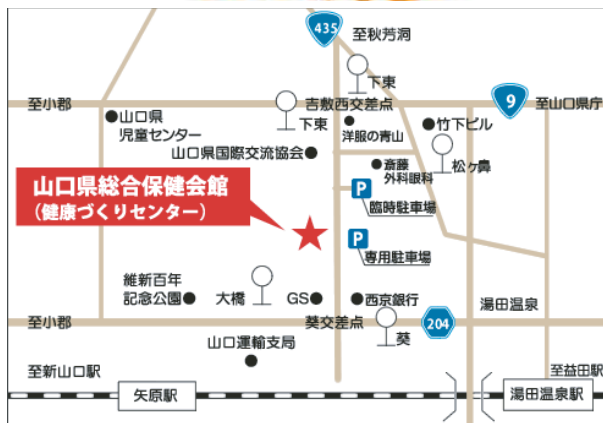 435
至秋芳洞
下東
至小郡
吉敷西交差点
9
至山口県庁
山口県
児童センター
下東
洋服の青山
竹下ビル
山口県国際交流協会
斎藤
外科眼科
松ヶ鼻
山口県総合保健会館
(健康づくりセンター)
P
臨時駐車場
P
専用駐車場
維新百年
記念公園
大橋
GS
西京銀行
湯田温泉
至小郡
葵交差点
葵
204
山口運輸支局
至新山口駅
至益田駅
矢原駅
湯田温泉駅